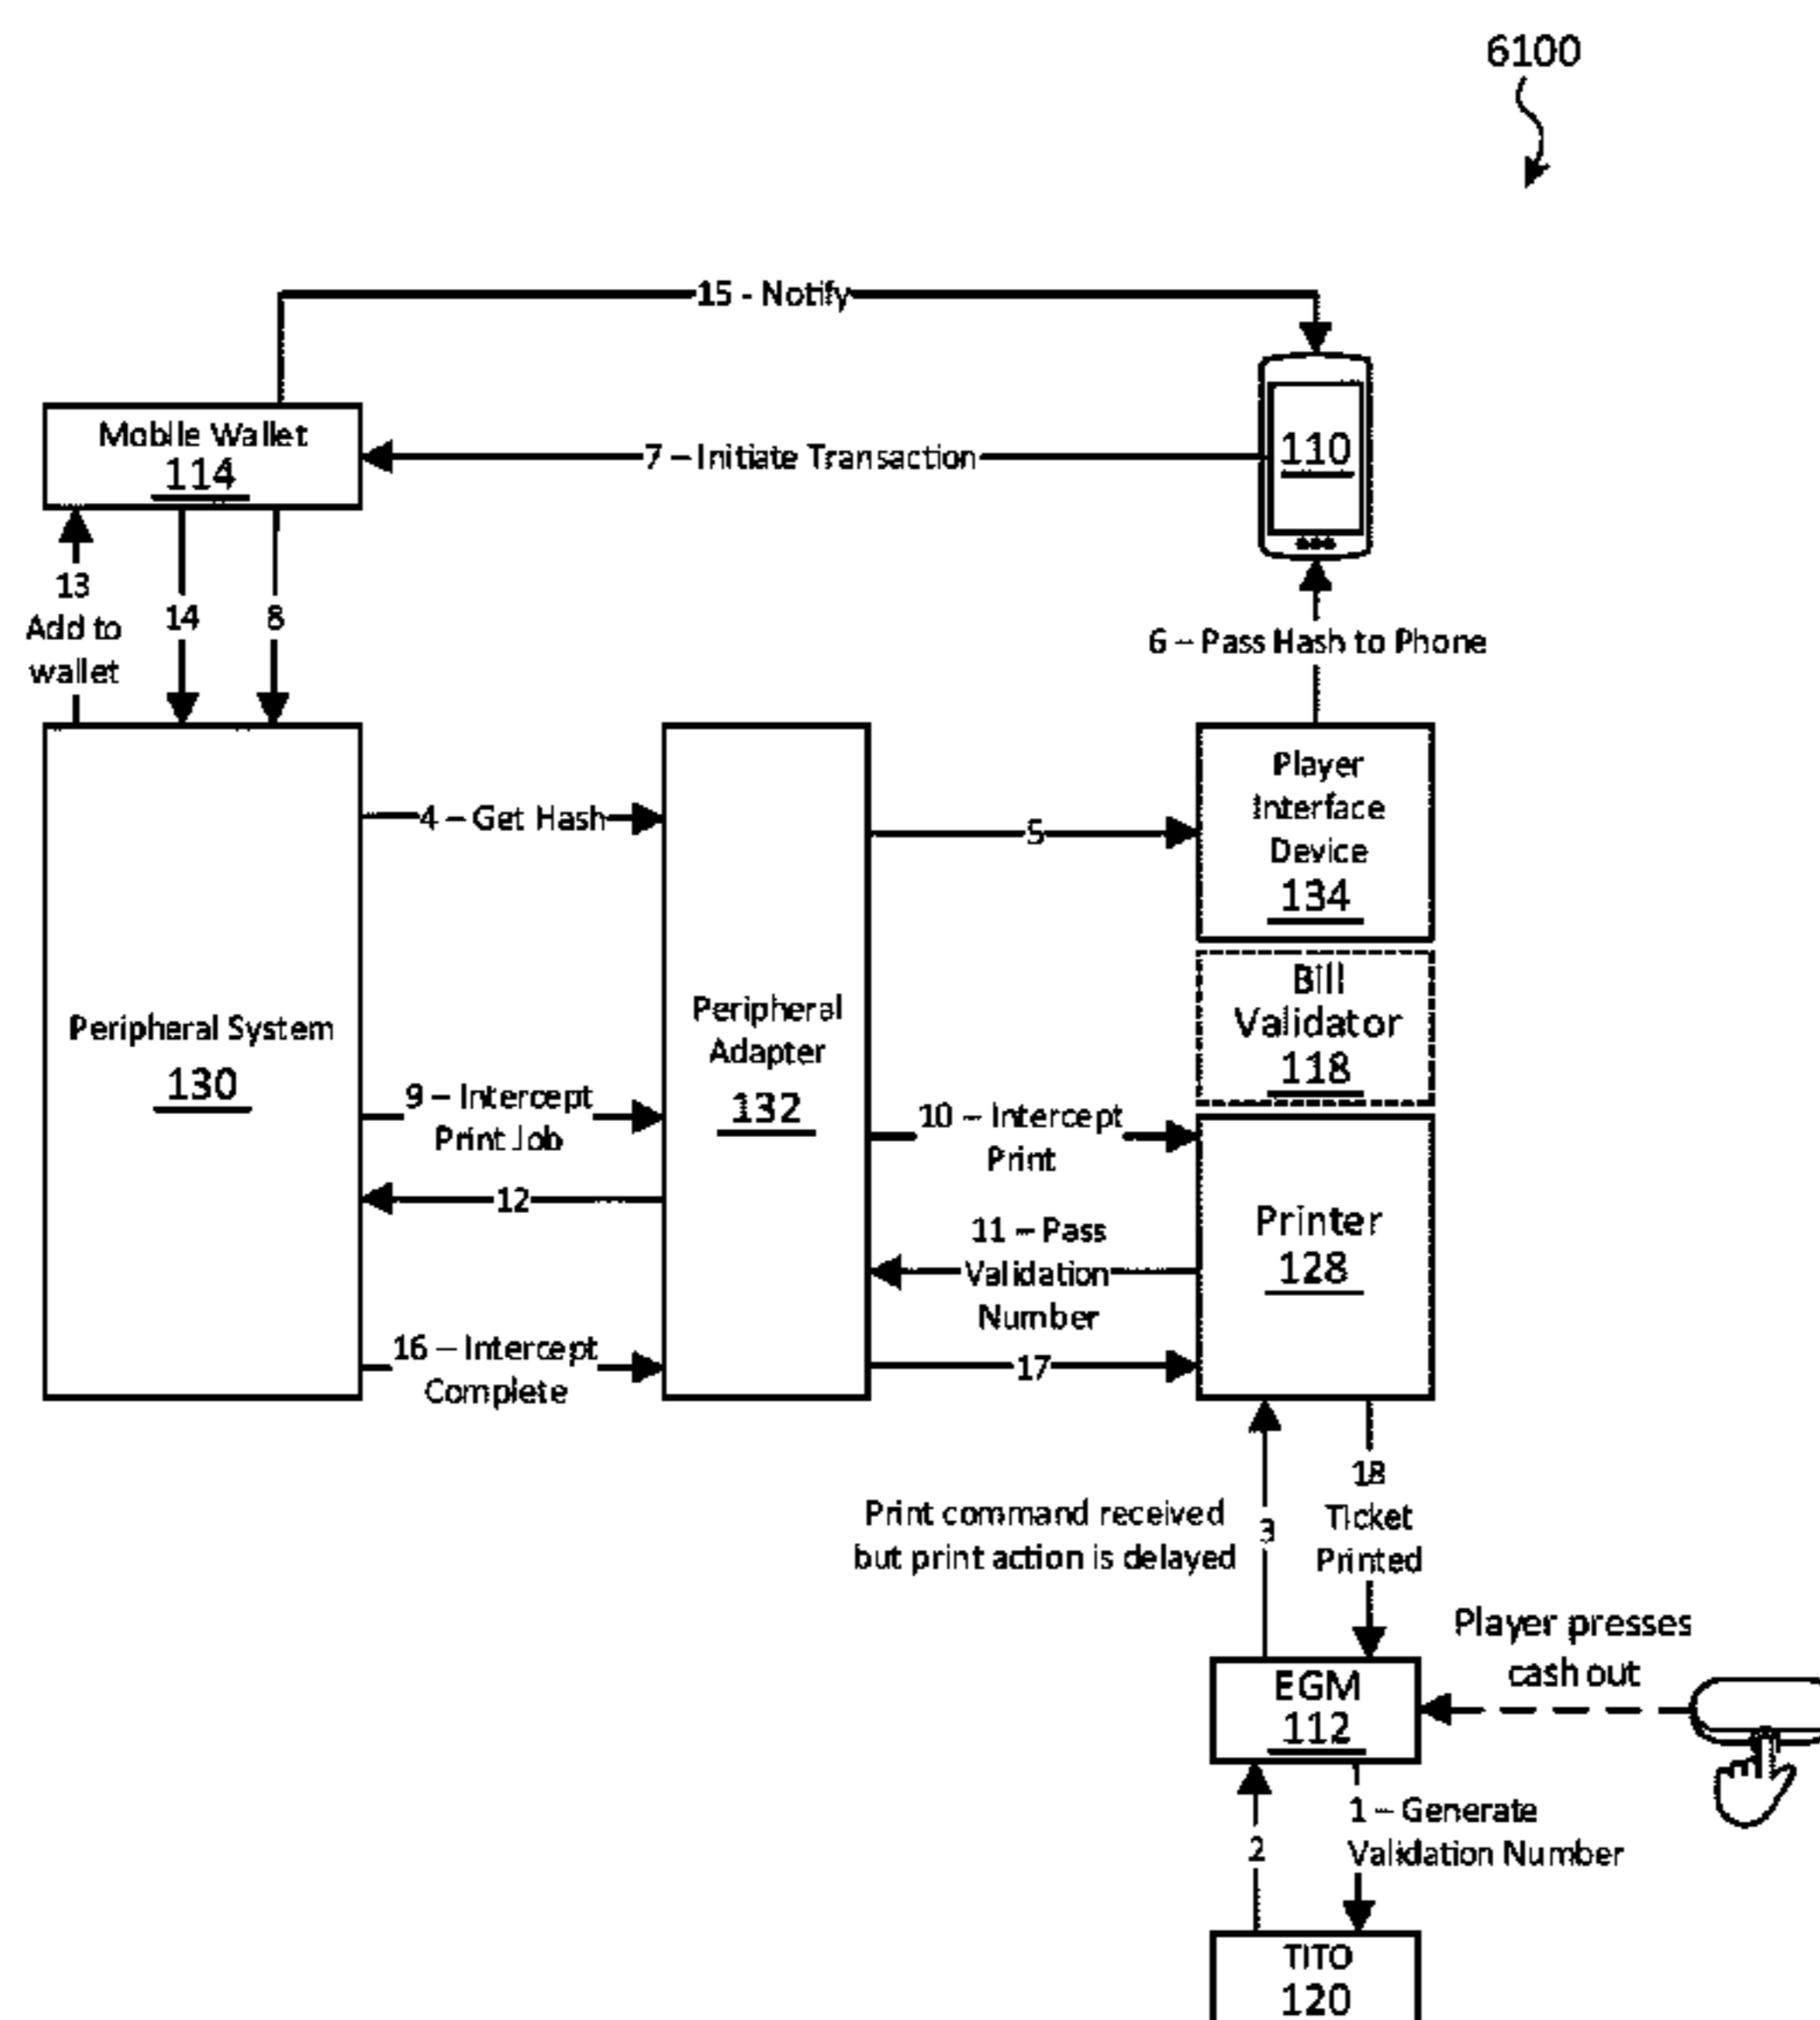 6100
15 - Notify
Mobile Wallet
114
7 – Initiate Transaction
110
13
Add to
wallet
14
8
6 – Pass Hash to Phone
4 – Get Hash
5
Player
Interface
Device
134
Bill
Validator
118
Peripheral System
130
Peripheral
Adapter
132
9 – Intercept
Print Job
10 – Intercept
Print
12
11 – Pass
Validation
Number
Printer
128
16 – Intercept
Complete
17
Print command received
but print action is delayed
3
18
Ticket
Printed
Player presses
cash out
EGM
112
2
1 – Generate
Validation Number
TITO
120